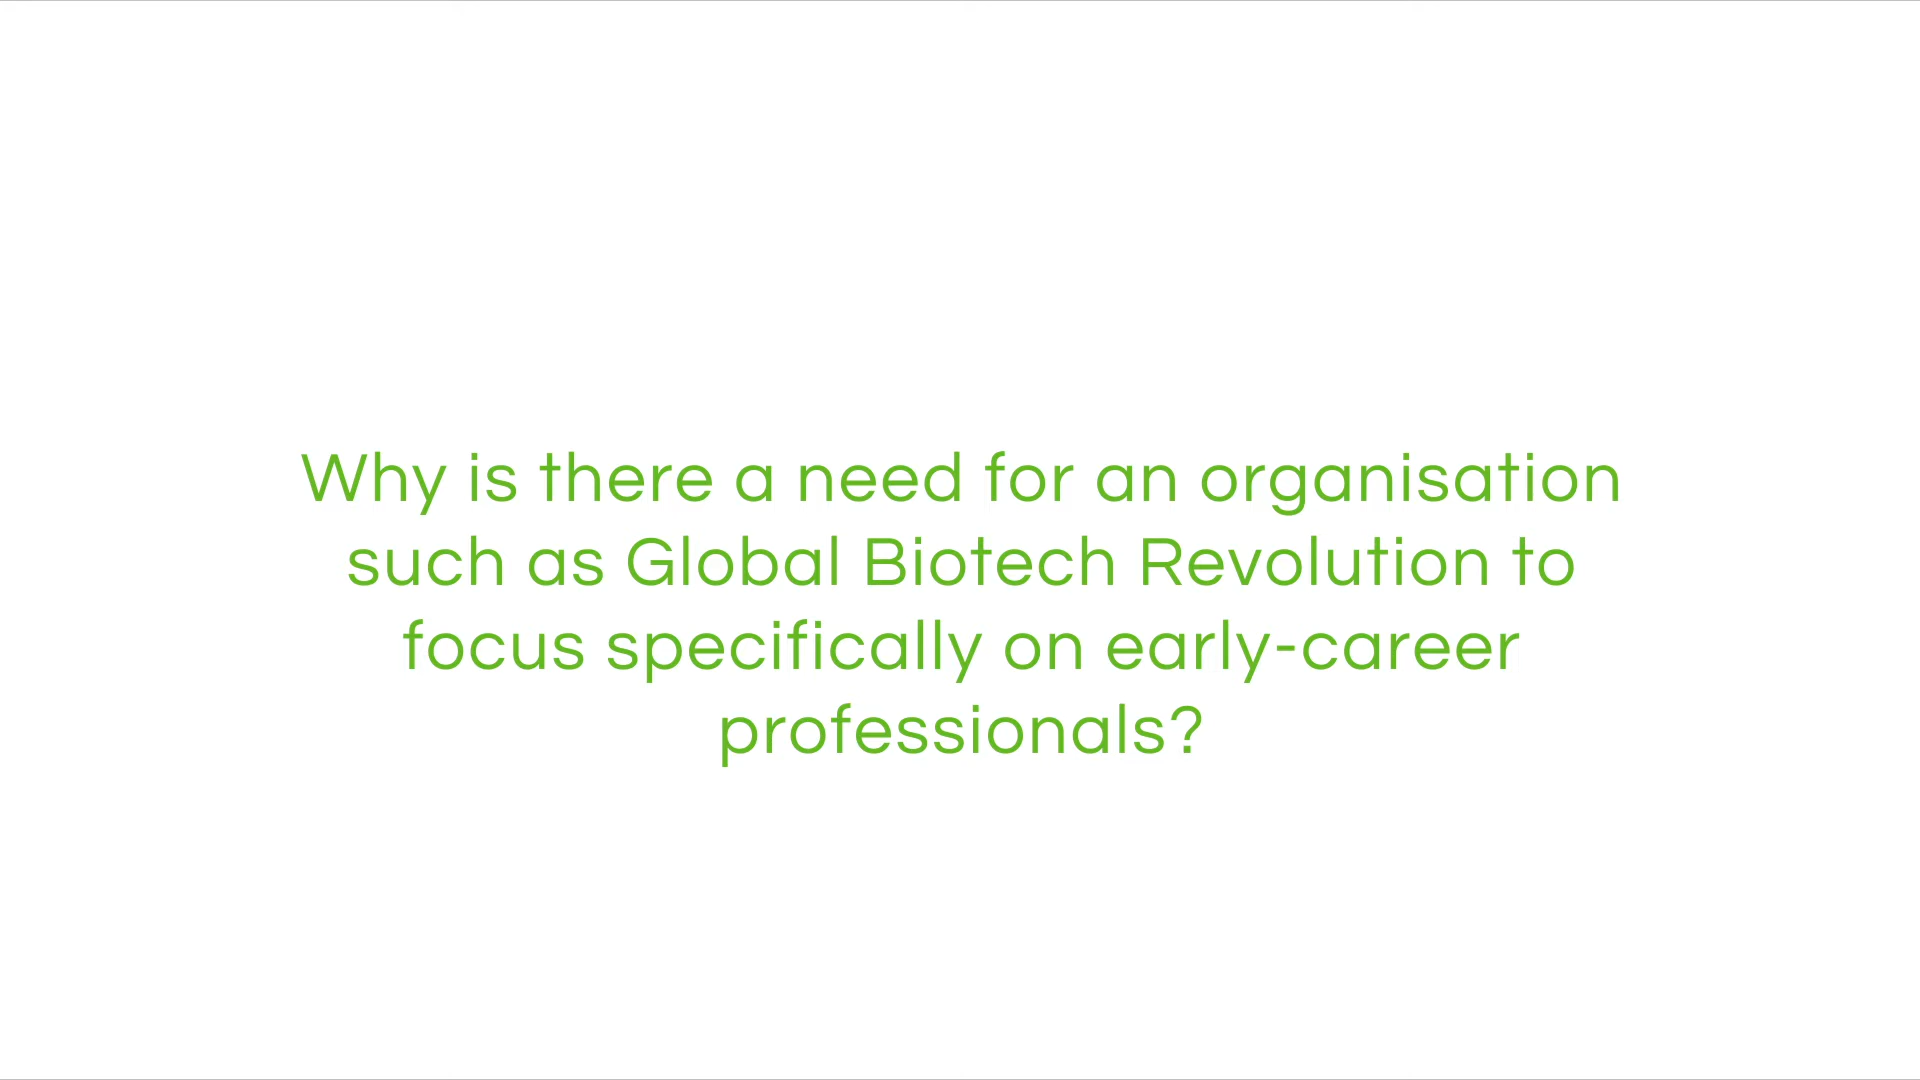 Why is there a need for an organisation
such as Global Biotech Revolution to
focus specifically on early-career
professionals?